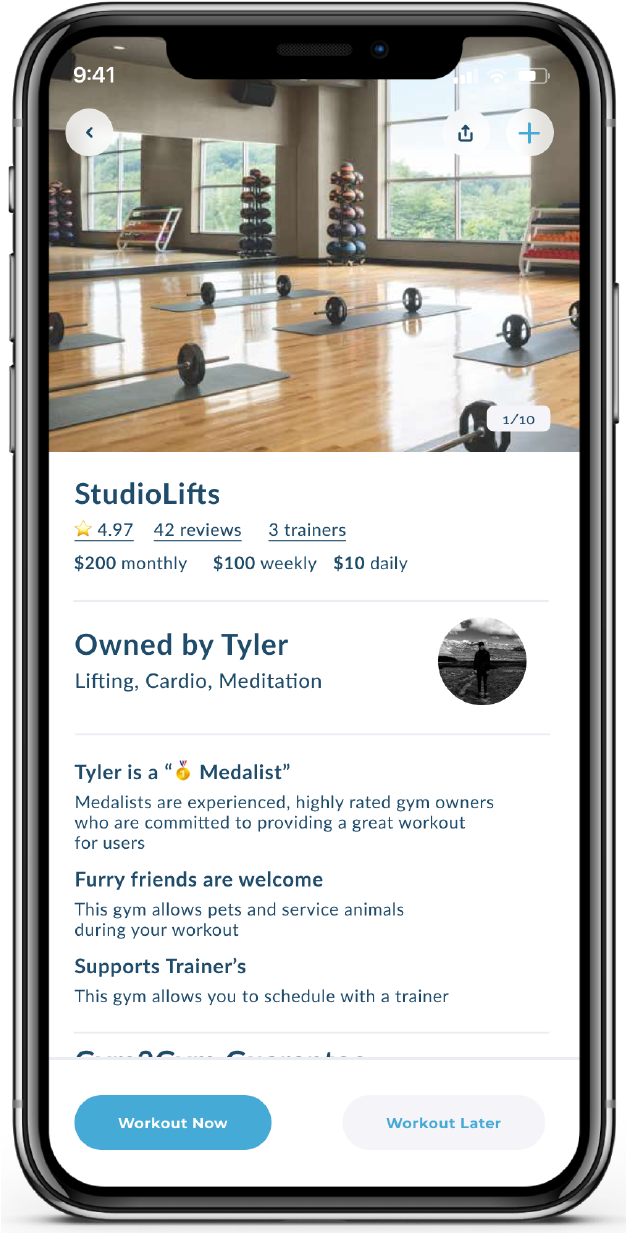 9:41
1/10
StudioLifts
4.97 42 reviews 3 trainers
$200 monthly $100 weekly $10 daily
Owned by Tyler
Lifting, Cardio, Meditation
Tyler is a “🏅 Medalist”
Medalists are experienced, highly rated gym owners
who are committed to providing a great workout
for users
Furry friends are welcome
This gym allows pets and service animals
during your workout
Supports Trainer’s
This gym allows you to schedule with a trainer
Workout Now Workout Later